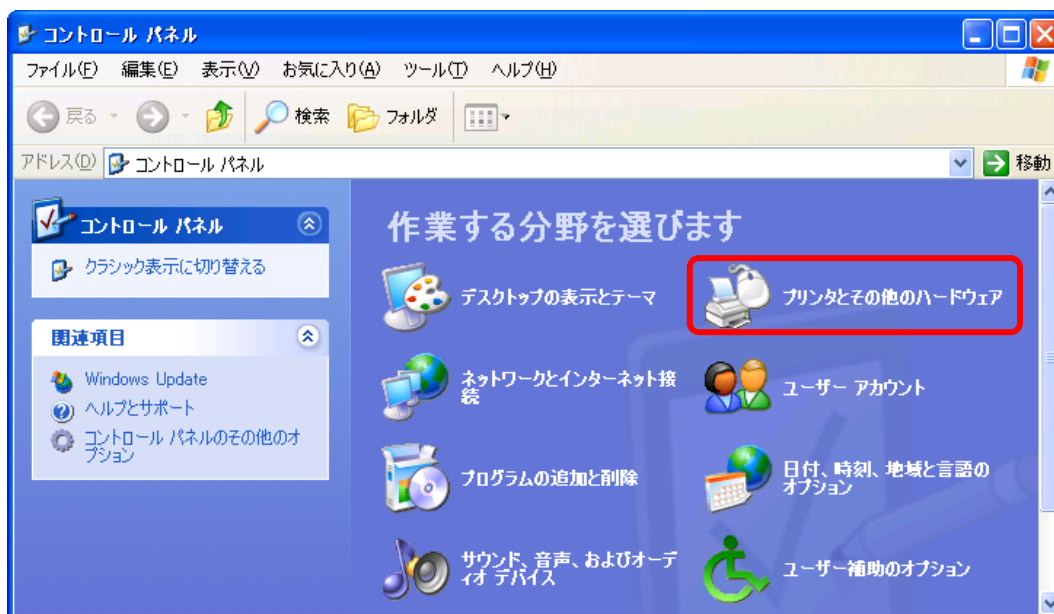 コントロール パネル
ファイル(F) 編集(E) 表示(V) お気に入り(A) ツール(T) ヘルプ(H)
戻る 検索 フォルダ
アドレス(D) コントロール パネル 移動
コントロール パネル
クラシック表示に切り替える
関連項目
Windows Update
ヘルプとサポート
コントロール パネルのその他のオ
プション
作業する分野を選びます
デスクトップの表示とテーマ
プリンタとその他のハードウェア
ネットワークとインターネット接
続
ユーザー アカウント
プログラムの追加と削除
日付、時刻、地域と言語の
オプション
サウンド、音声、およびオーデ
ィオ デバイス
ユーザー補助のオプション